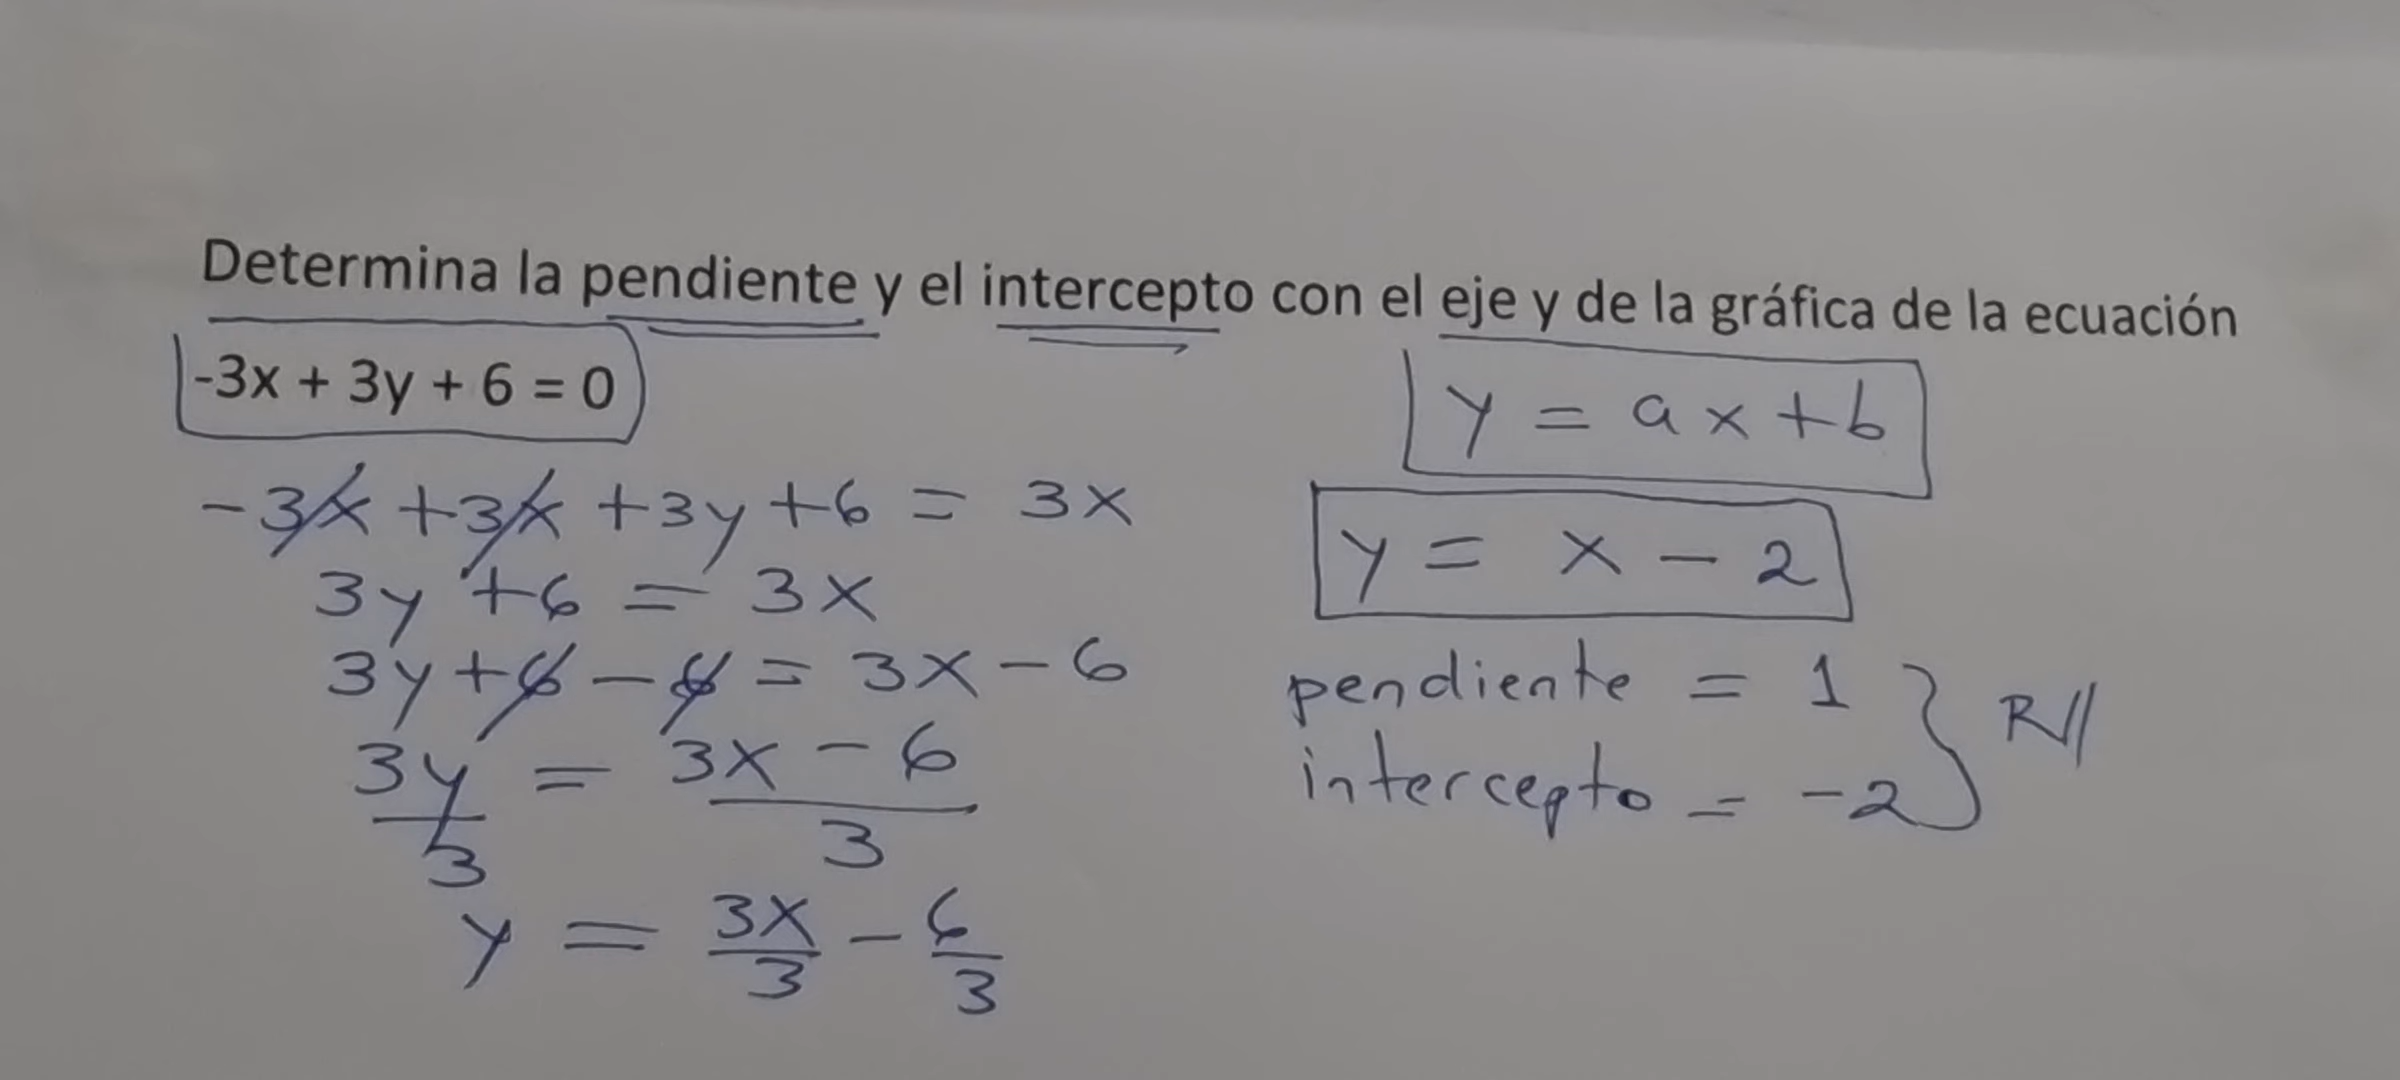 Determina la pendiente y el intercepto con el eje y de la gráfica de la ecuación
-3x + 3y + 6 = 0
-3x +3x +3y +6 = 3x
3y +6 = 3x
3y +6 -6 = 3x - 6
3y/3 = (3x - 6)/3
y = 3x/3 - 6/3
y = ax+b
y = x - 2
pendiente = 1
intercepto = -2
R//